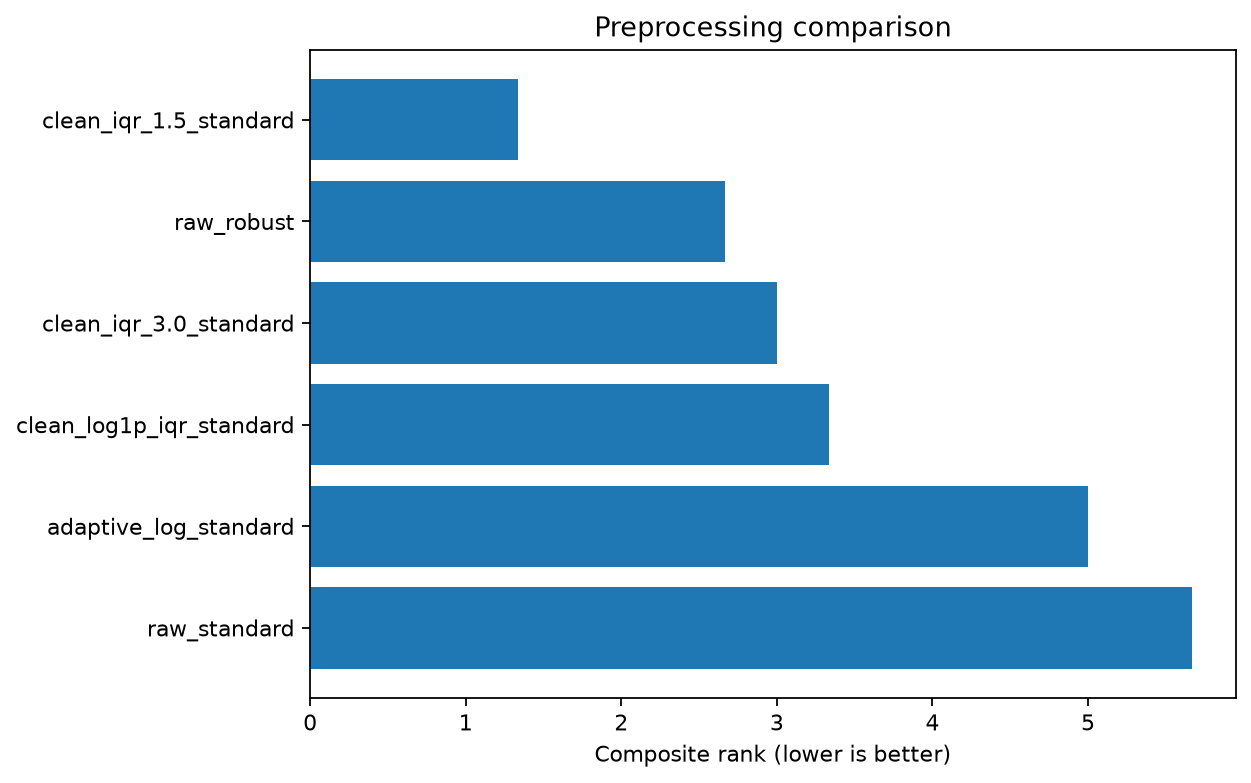 Preprocessing comparison
clean_iqr_1.5_standard
raw_robust
clean_iqr_3.0_standard
clean_log1p_iqr_standard
adaptive_log_standard
raw_standard
0 1 2 3 4 5
Composite rank (lower is better)